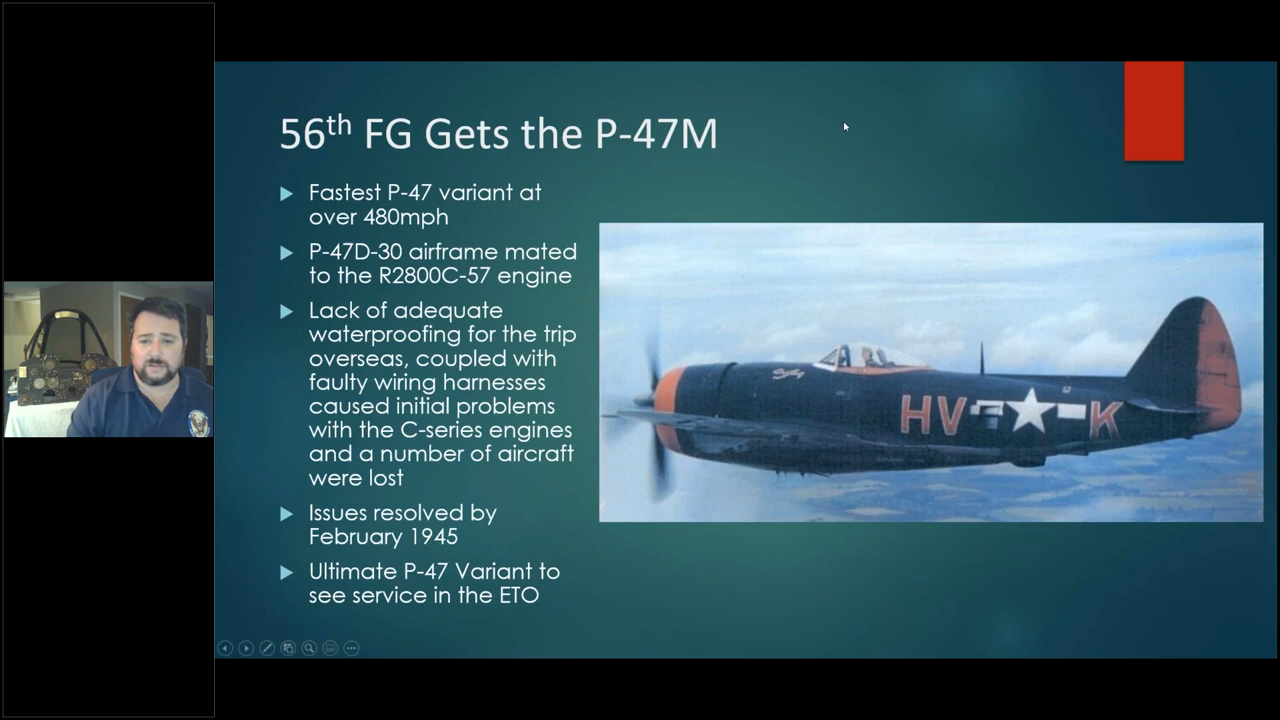 56th FG Gets the P-47M
Fastest P-47 variant at
over 480mph
P-47D-30 airframe mated
to the R2800C-57 engine
Lack of adequate
waterproofing for the trip
overseas, coupled with
faulty wiring harnesses
caused initial problems
with the C-series engines
and a number of aircraft
were lost
Issues resolved by
February 1945
Ultimate P-47 Variant to
see service in the ETO
HV
K